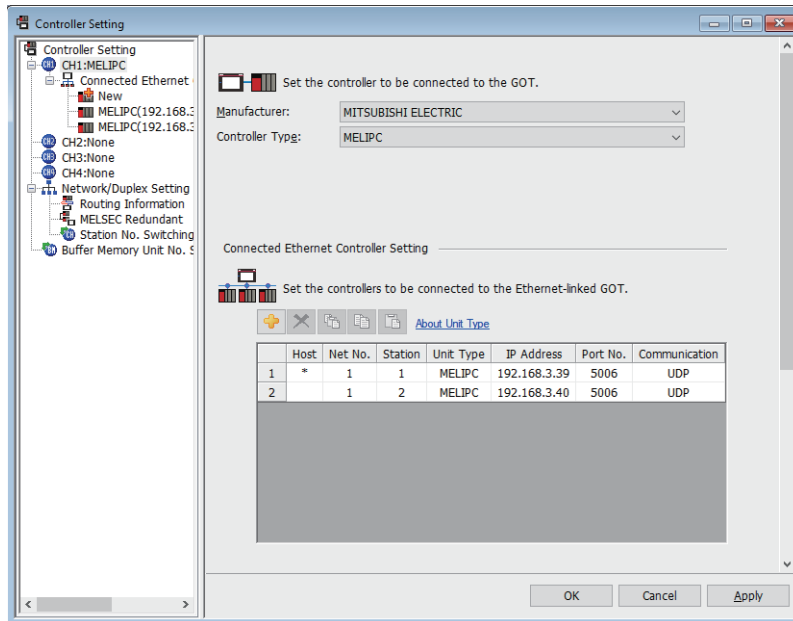 Controller Setting
Controller Setting
CH1:MELIPC
Connected Ethernet
New
MELIPC(192.168.3
MELIPC(192.168.3
CH2:None
CH3:None
CH4:None
Network/Duplex Setting
Routing Information
MELSEC Redundant
Station No. Switching
Buffer Memory Unit No. S
Set the controller to be connected to the GOT.
Manufacturer: MITSUBISHI ELECTRIC
Controller Type: MELIPC
Connected Ethernet Controller Setting
Set the controllers to be connected to the Ethernet-linked GOT.
About Unit Type
Host Net No. Station Unit Type IP Address Port No. Communication
1 * 1 1 MELIPC 192.168.3.39 5006 UDP
2 1 2 MELIPC 192.168.3.40 5006 UDP
OK Cancel Apply